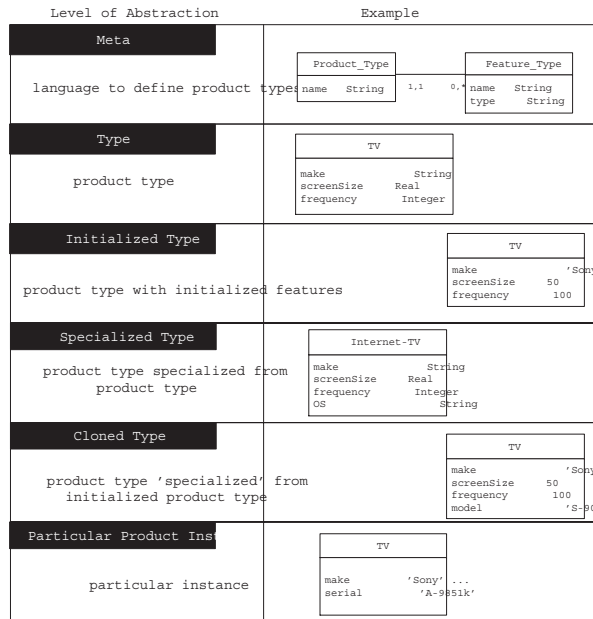 Level of Abstraction Example
Meta
language to define product types
Product_Type
name String
1,1 0,*
Feature_Type
name String
type String
Type
product type
TV
make String
screenSize Real
frequency Integer
Initialized Type
product type with initialized features
TV
make 'Sony
screenSize 50
frequency 100
Specialized Type
product type specialized from
product type
Internet-TV
make String
screenSize Real
frequency Integer
OS String
Cloned Type
product type 'specialized' from
initialized product type
TV
make 'Sony
screenSize 50
frequency 100
model 'S-90
Particular Product Inst
particular instance
TV
make 'Sony' ...
serial 'A-9851k'